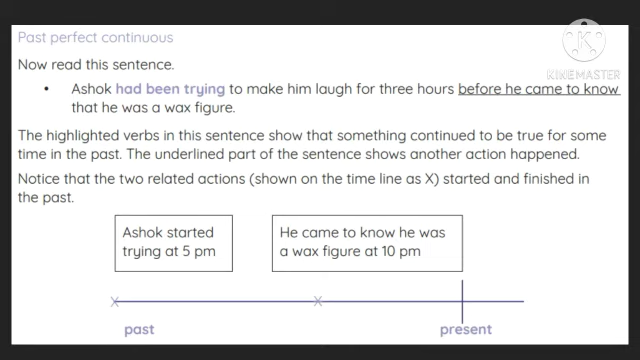 Past perfect continuous
K
KINEMASTER
Now read this sentence.
• Ashok had been trying to make him laugh for three hours before he came to know
that he was a wax figure.
The highlighted verbs in this sentence show that something continued to be true for some
time in the past. The underlined part of the sentence shows another action happened.
Notice that the two related actions (shown on the time line as X) started and finished in
the past.
Ashok started
trying at 5 pm
He came to know he was
a wax figure at 10 pm
X X
past present